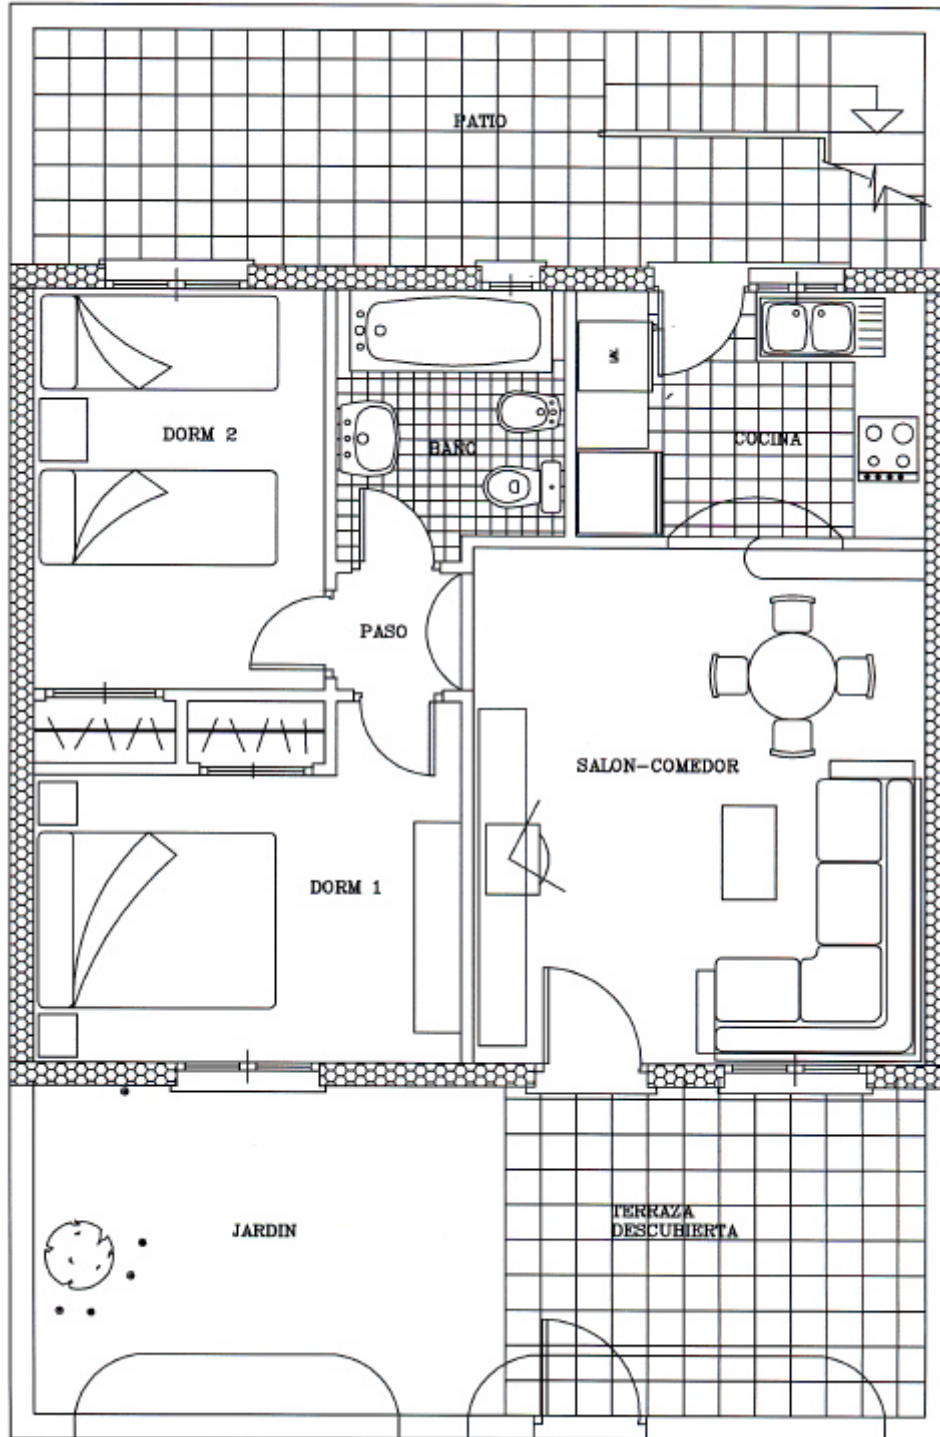 PATIO
DORM 2
BAÑO
COCINA
PASO
SALON-COMEDOR
DORM 1
JARDIN
TERRAZA
DESCUBIERTA